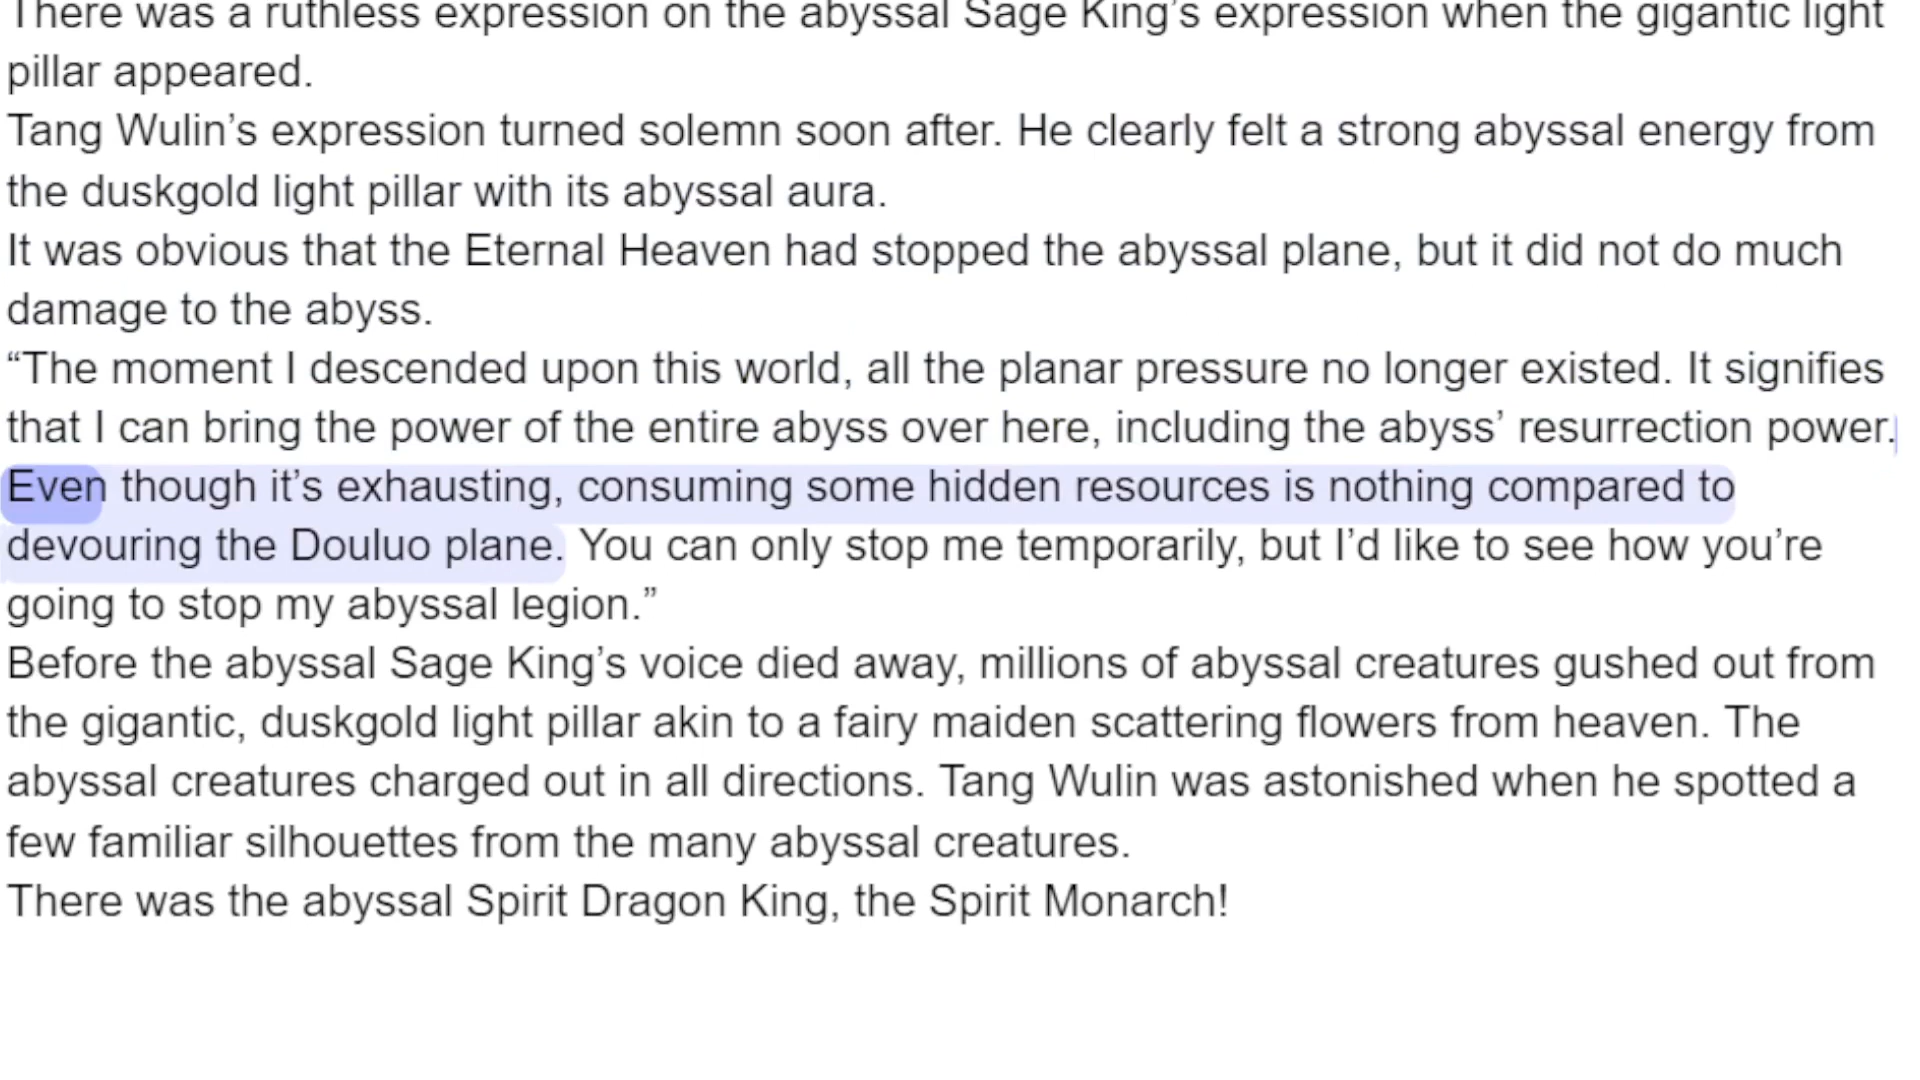 There was a ruthless expression on the abyssal Sage King’s expression when the gigantic light
pillar appeared.
Tang Wulin’s expression turned solemn soon after. He clearly felt a strong abyssal energy from
the duskgold light pillar with its abyssal aura.
It was obvious that the Eternal Heaven had stopped the abyssal plane, but it did not do much
damage to the abyss.
“The moment I descended upon this world, all the planar pressure no longer existed. It signifies
that I can bring the power of the entire abyss over here, including the abyss’ resurrection power.
Even though it’s exhausting, consuming some hidden resources is nothing compared to
devouring the Douluo plane. You can only stop me temporarily, but I’d like to see how you’re
going to stop my abyssal legion.”
Before the abyssal Sage King’s voice died away, millions of abyssal creatures gushed out from
the gigantic, duskgold light pillar akin to a fairy maiden scattering flowers from heaven. The
abyssal creatures charged out in all directions. Tang Wulin was astonished when he spotted a
few familiar silhouettes from the many abyssal creatures.
There was the abyssal Spirit Dragon King, the Spirit Monarch!